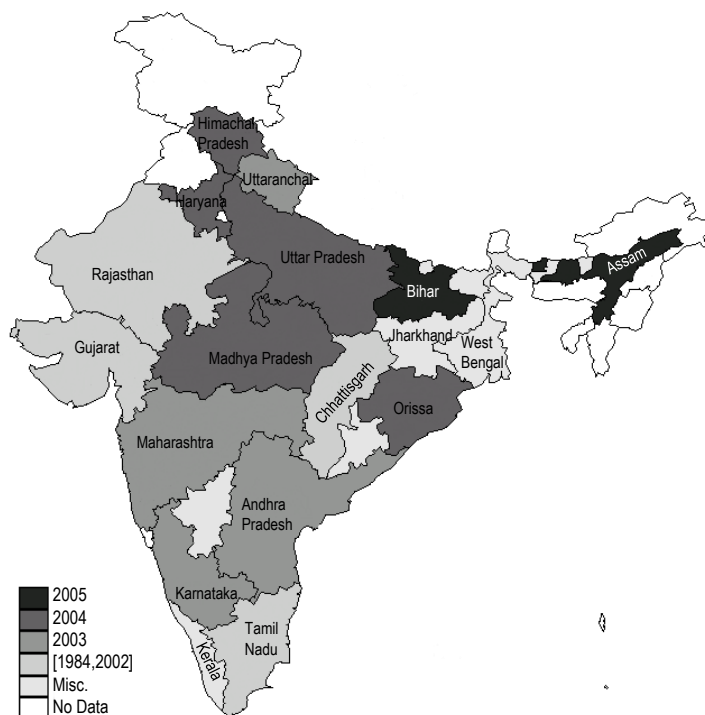 Himachal
Pradesh
Uttaranchal
Haryana
Uttar Pradesh
Assam
Rajasthan
Bihar
Gujarat
Jharkhand
West
Bengal
Madhya Pradesh
Chhattisgarh
Orissa
Maharashtra
Andhra
Pradesh
Karnataka
Tamil
Nadu
Kerala
2005
2004
2003
[1984,2002]
Misc.
No Data